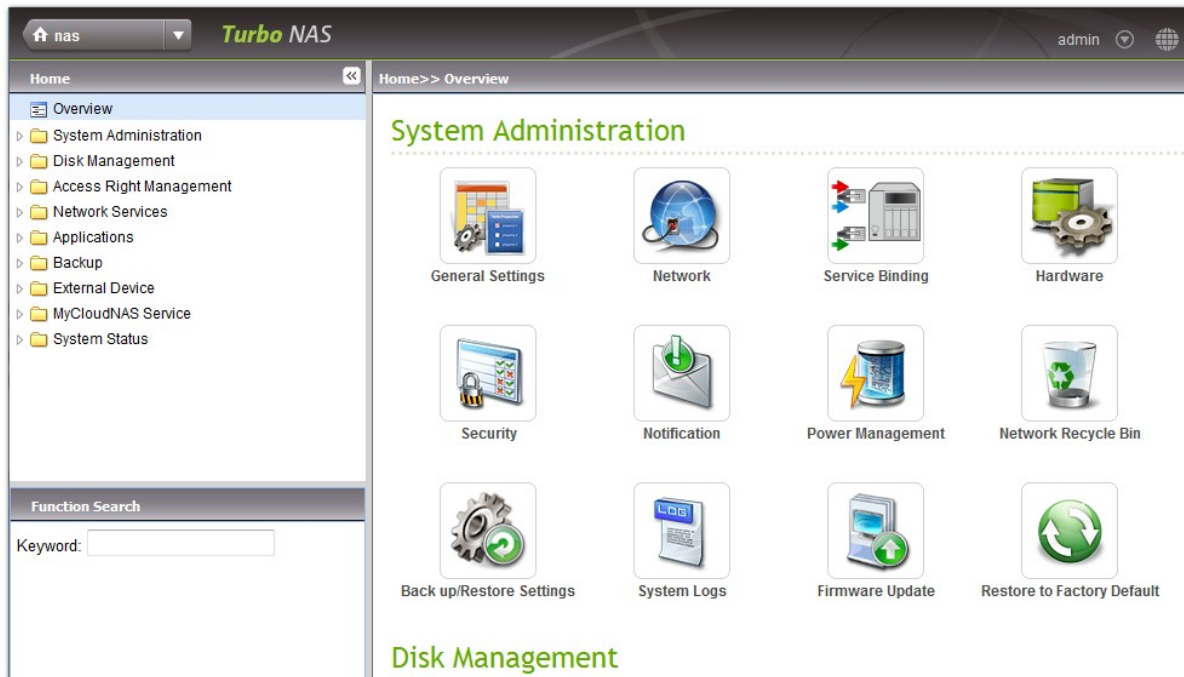 nas
Turbo NAS
admin
Home
Home>> Overview
Overview
System Administration
Disk Management
Access Right Management
Network Services
Applications
Backup
External Device
MyCloudNAS Service
System Status
Function Search
Keyword:
System Administration
General Settings
Network
Service Binding
Hardware
Security
Notification
Power Management
Network Recycle Bin
Back up/Restore Settings
LOG
System Logs
Firmware Update
Restore to Factory Default
Disk Management